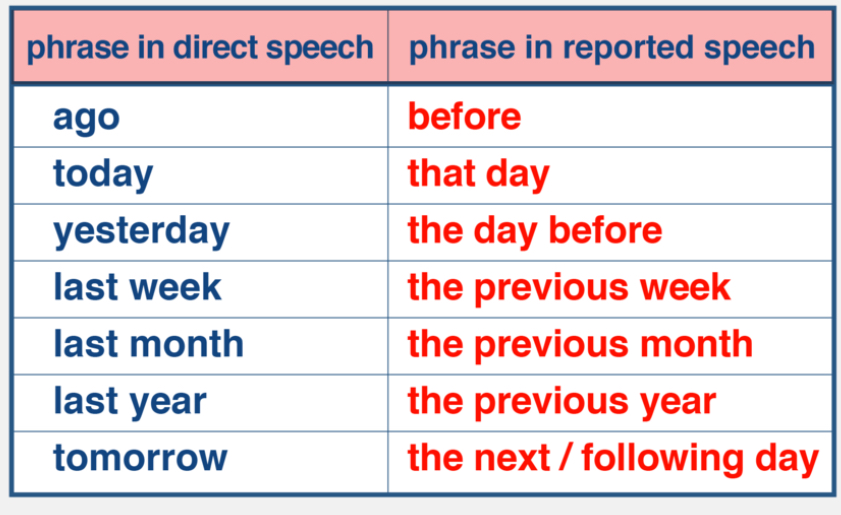 phrase in direct speech phrase in reported speech
ago before
today that day
yesterday the day before
last week the previous week
last month the previous month
last year the previous year
tomorrow the next / following day